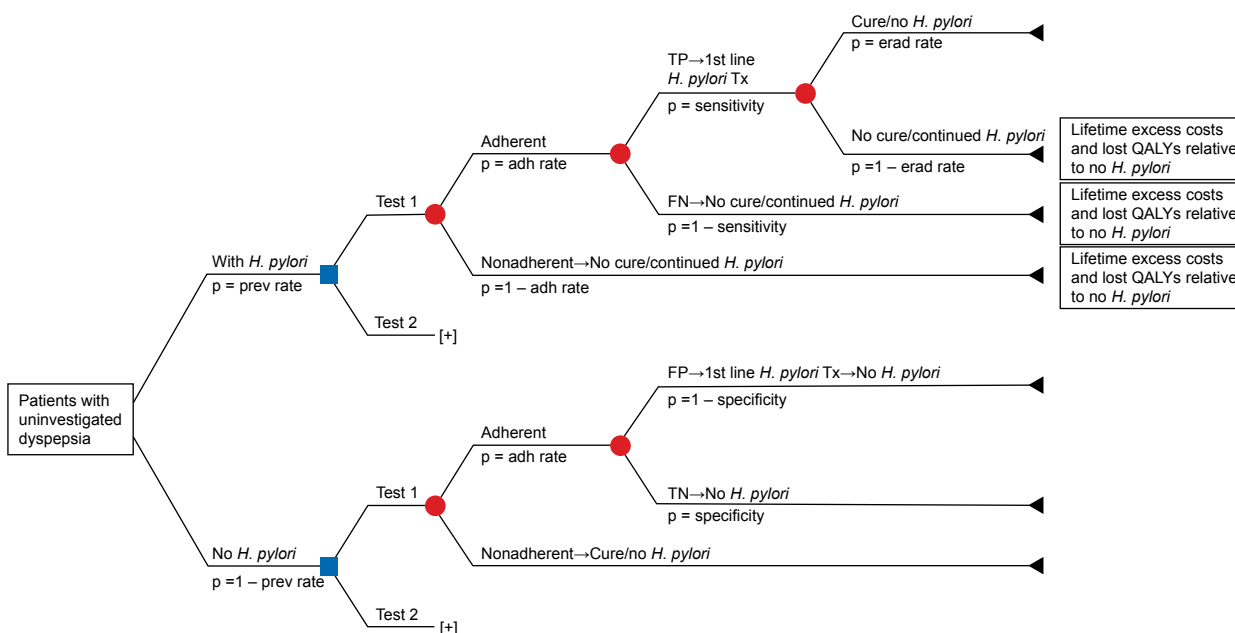 Cure/no H. pylori
p = erad rate
TP→1st line
H. pylori Tx
p = sensitivity
No cure/continued H. pylori
p =1 – erad rate
Lifetime excess costs
and lost QALYs relative
to no H. pylori
Adherent
p = adh rate
Test 1
FN→No cure/continued H. pylori
p =1 – sensitivity
Lifetime excess costs
and lost QALYs relative
to no H. pylori
With H. pylori
p = prev rate
Nonadherent→No cure/continued H. pylori
p =1 – adh rate
Lifetime excess costs
and lost QALYs relative
to no H. pylori
Test 2
[+]
Patients with
uninvestigated
dyspepsia
FP→1st line H. pylori Tx→No H. pylori
p =1 – specificity
Adherent
p = adh rate
Test 1
TN→No H. pylori
p = specificity
No H. pylori
p =1 – prev rate
Nonadherent→Cure/no H. pylori
Test 2
[+]